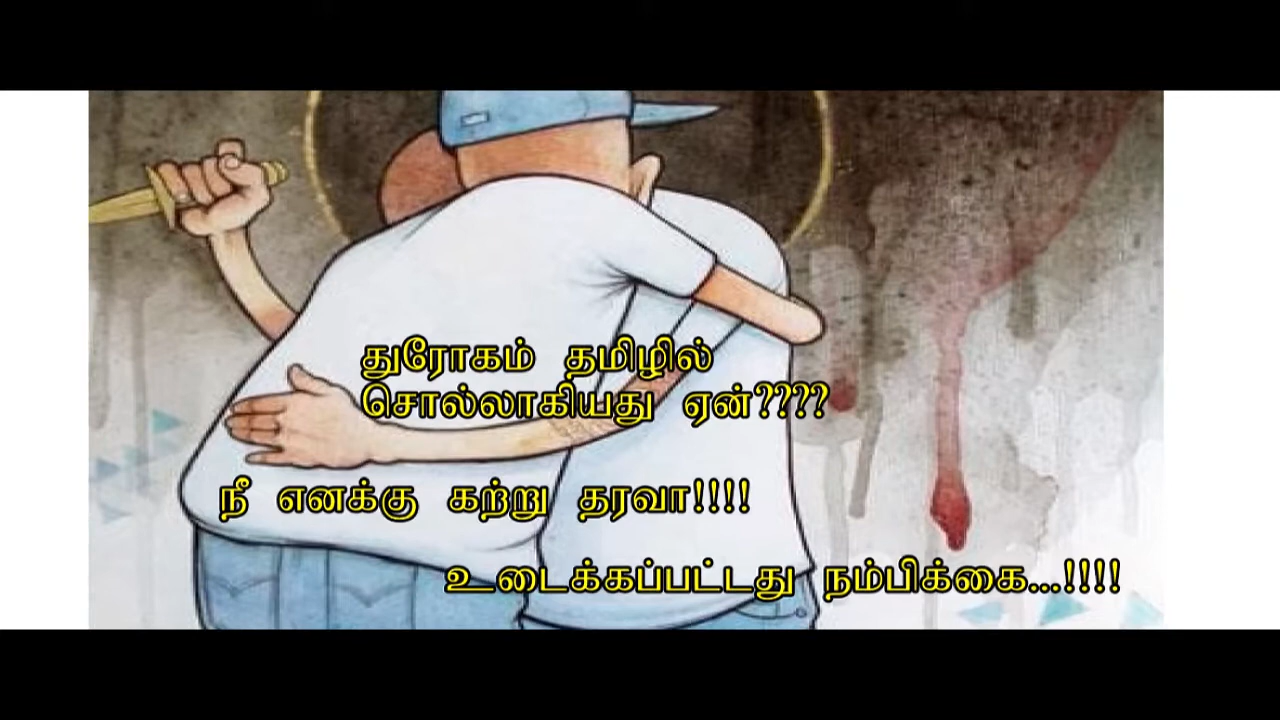 துரோகம் தமிழில்
சொல்லாகியது ஏன்????
நீ எனக்கு கற்று தரவா!!!!
உடைக்கப்பட்டது நம்பிக்கை...!!!!